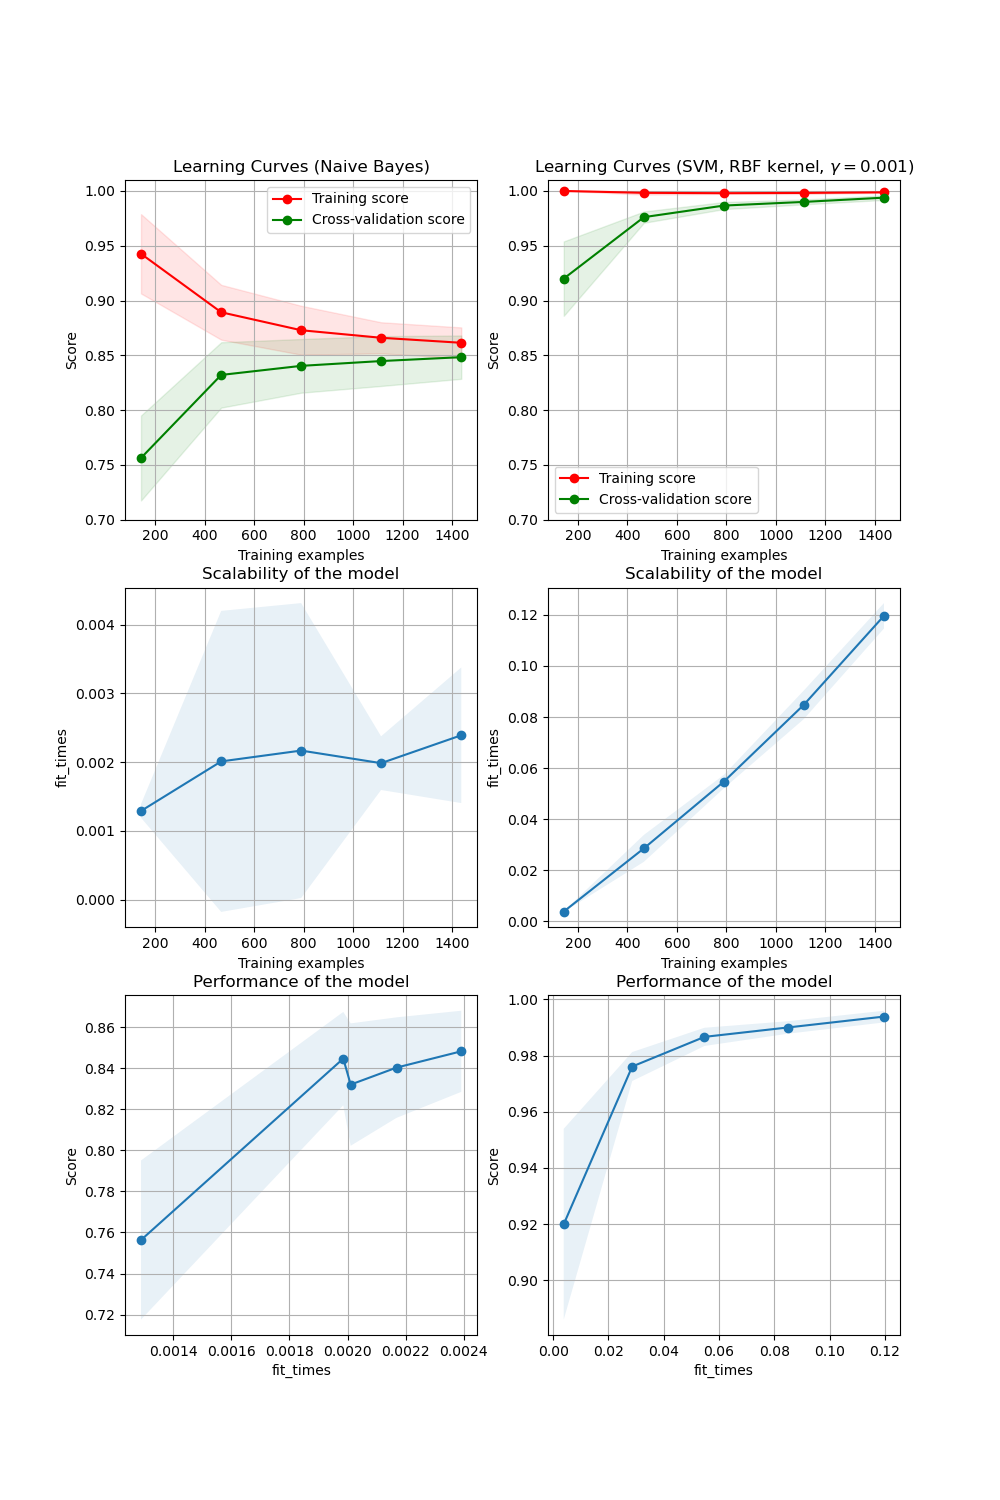 Learning Curves (Naive Bayes)
1.00
0.95
0.90
0.85
0.80
0.75
0.70
Score
Training score
Cross-validation score
200 400 600 800 1000 1200 1400
Training examples
Learning Curves (SVM, RBF kernel, γ = 0.001)
1.00
0.95
0.90
0.85
0.80
0.75
0.70
Score
Training score
Cross-validation score
200 400 600 800 1000 1200 1400
Training examples
Scalability of the model
0.004
0.003
0.002
0.001
0.000
fit_times
200 400 600 800 1000 1200 1400
Training examples
Scalability of the model
0.12
0.10
0.08
0.06
0.04
0.02
0.00
fit_times
200 400 600 800 1000 1200 1400
Training examples
Performance of the model
0.86
0.84
0.82
0.80
0.78
0.76
0.74
0.72
Score
0.0014 0.0016 0.0018 0.0020 0.0022 0.0024
fit_times
Performance of the model
1.00
0.98
0.96
0.94
0.92
0.90
Score
0.00 0.02 0.04 0.06 0.08 0.10 0.12
fit_times